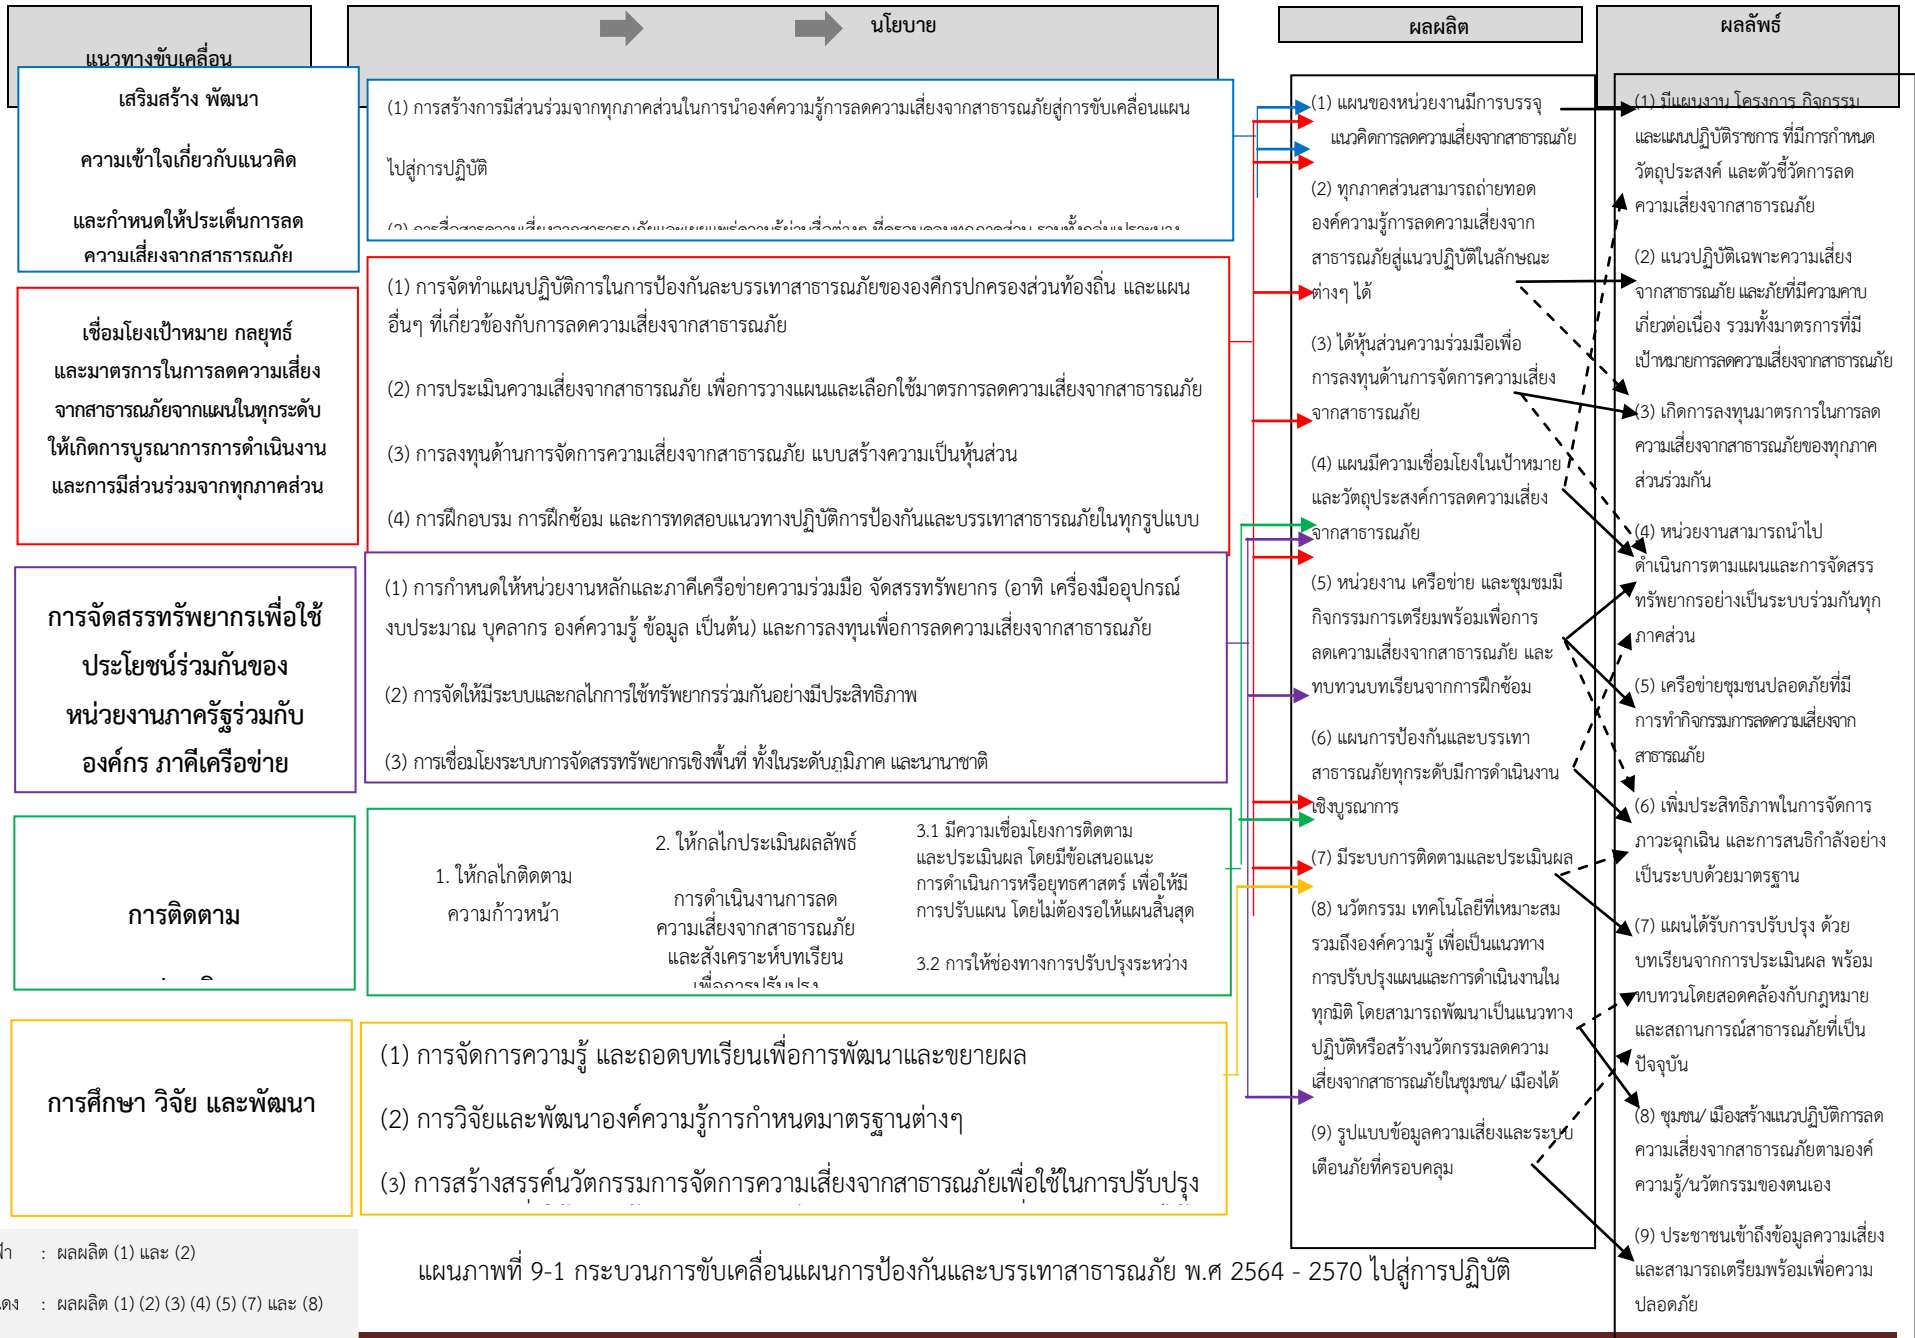 แนวทางขับเคลื่อน
นโยบาย
ผลผลิต
ผลลัพธ์
เสริมสร้าง พัฒนา
ความเข้าใจเกี่ยวกับแนวคิด
และกำหนดให้ประเด็นการลด
ความเสี่ยงจากสาธารณภัย
(1) การสร้างการมีส่วนร่วมจากทุกภาคส่วนในการนำองค์ความรู้การลดความเสี่ยงจากสาธารณภัยสู่การขับเคลื่อนแผน
ไปสู่การปฏิบัติ
(2) การสื่อสารความเสี่ยงจากสาธารณภัยและเผยแพร่ความรู้ผ่านสื่อต่างๆ ที่ครอบคลุมทุกภาคส่วน รวมทั้งกลุ่มเปราะบาง
เชื่อมโยงเป้าหมาย กลยุทธ์
และมาตรการในการลดความเสี่ยง
จากสาธารณภัยจากแผนในทุกระดับ
ให้เกิดการบูรณาการการดำเนินงาน
และการมีส่วนร่วมจากทุกภาคส่วน
(1) การจัดทำแผนปฏิบัติการในการป้องกันละบรรเทาสาธารณภัยขององค์กรปกครองส่วนท้องถิ่น และแผน
อื่นๆ ที่เกี่ยวข้องกับการลดความเสี่ยงจากสาธารณภัย
(2) การประเมินความเสี่ยงจากสาธารณภัย เพื่อการวางแผนและเลือกใช้มาตรการลดความเสี่ยงจากสาธารณภัย
(3) การลงทุนด้านการจัดการความเสี่ยงจากสาธารณภัย แบบสร้างความเป็นหุ้นส่วน
(4) การฝึกอบรม การฝึกซ้อม และการทดสอบแนวทางปฏิบัติการป้องกันและบรรเทาสาธารณภัยในทุกรูปแบบ
การจัดสรรทรัพยากรเพื่อใช้
ประโยชน์ร่วมกันของ
หน่วยงานภาครัฐร่วมกับ
องค์กร ภาคีเครือข่าย
(1) การกำหนดให้หน่วยงานหลักและภาคีเครือข่ายความร่วมมือ จัดสรรทรัพยากร (อาทิ เครื่องมืออุปกรณ์
งบประมาณ บุคลากร องค์ความรู้ ข้อมูล เป็นต้น) และการลงทุนเพื่อการลดความเสี่ยงจากสาธารณภัย
(2) การจัดให้มีระบบและกลไกการใช้ทรัพยากรร่วมกันอย่างมีประสิทธิภาพ
(3) การเชื่อมโยงระบบการจัดสรรทรัพยากรเชิงพื้นที่ ทั้งในระดับภูมิภาค และนานาชาติ
การติดตาม
1. ให้กลไกติดตาม
ความก้าวหน้า
2. ให้กลไกประเมินผลลัพธ์
การดำเนินงานการลด
ความเสี่ยงจากสาธารณภัย
และสังเคราะห์บทเรียน
เพื่อการปรับปรุง
3.1 มีความเชื่อมโยงการติดตาม
และประเมินผล โดยมีข้อเสนอแนะ
การดำเนินการหรือยุทธศาสตร์ เพื่อให้มี
การปรับแผน โดยไม่ต้องรอให้แผนสิ้นสุด
3.2 การให้ช่องทางการปรับปรุงระหว่าง
การศึกษา วิจัย และพัฒนา
(1) การจัดการความรู้ และถอดบทเรียนเพื่อการพัฒนาและขยายผล
(2) การวิจัยและพัฒนาองค์ความรู้การกำหนดมาตรฐานต่างๆ
(3) การสร้างสรรค์นวัตกรรมการจัดการความเสี่ยงจากสาธารณภัยเพื่อใช้ในการปรับปรุง
(1) แผนของหน่วยงานมีการบรรจุ
แนวคิดการลดความเสี่ยงจากสาธารณภัย
(2) ทุกภาคส่วนสามารถถ่ายทอด
องค์ความรู้การลดความเสี่ยงจาก
สาธารณภัยสู่แนวปฏิบัติในลักษณะ
ต่างๆ ได้
(3) ได้หุ้นส่วนความร่วมมือเพื่อ
การลงทุนด้านการจัดการความเสี่ยง
จากสาธารณภัย
(4) แผนมีความเชื่อมโยงในเป้าหมาย
และวัตถุประสงค์การลดความเสี่ยง
จากสาธารณภัย
(5) หน่วยงาน เครือข่าย และชุมชมมี
กิจกรรมการเตรียมพร้อมเพื่อการ
ลดเความเสี่ยงจากสาธารณภัย และ
ทบทวนบทเรียนจากการฝึกซ้อม
(6) แผนการป้องกันและบรรเทา
สาธารณภัยทุกระดับมีการดำเนินงาน
เชิงบูรณาการ
(7) มีระบบการติดตามและประเมินผล
(8) นวัตกรรม เทคโนโลยีที่เหมาะสม
รวมถึงองค์ความรู้ เพื่อเป็นแนวทาง
การปรับปรุงแผนและการดำเนินงานใน
ทุกมิติ โดยสามารถพัฒนาเป็นแนวทาง
ปฏิบัติหรือสร้างนวัตกรรมลดความ
เสี่ยงจากสาธารณภัยในชุมชน/ เมืองได้
(9) รูปแบบข้อมูลความเสี่ยงและระบบ
เตือนภัยที่ครอบคลุม
(1) มีแผนงาน โครงการ กิจกรรม
และแผนปฏิบัติราชการ ที่มีการกำหนด
วัตถุประสงค์ และตัวชี้วัดการลด
ความเสี่ยงจากสาธารณภัย
(2) แนวปฏิบัติเฉพาะความเสี่ยง
จากสาธารณภัย และภัยที่มีความคาบ
เกี่ยวต่อเนื่อง รวมทั้งมาตรการที่มี
เป้าหมายการลดความเสี่ยงจากสาธารณภัย
(3) เกิดการลงทุนมาตรการในการลด
ความเสี่ยงจากสาธารณภัยของทุกภาค
ส่วนร่วมกัน
(4) หน่วยงานสามารถนำไป
ดำเนินการตามแผนและการจัดสรร
ทรัพยากรอย่างเป็นระบบร่วมกันทุก
ภาคส่วน
(5) เครือข่ายชุมชนปลอดภัยที่มี
การทำกิจกรรมการลดความเสี่ยงจาก
สาธารณภัย
(6) เพิ่มประสิทธิภาพในการจัดการ
ภาวะฉุกเฉิน และการสนธิกำลังอย่าง
เป็นระบบด้วยมาตรฐาน
(7) แผนได้รับการปรับปรุง ด้วย
บทเรียนจากการประเมินผล พร้อม
ทบทวนโดยสอดคล้องกับกฎหมาย
และสถานการณ์สาธารณภัยที่เป็น
ปัจจุบัน
(8) ชุมชน/ เมืองสร้างแนวปฏิบัติการลด
ความเสี่ยงจากสาธารณภัยตามองค์
ความรู้/นวัตกรรมของตนเอง
(9) ประชาชนเข้าถึงข้อมูลความเสี่ยง
และสามารถเตรียมพร้อมเพื่อความ
ปลอดภัย
: ผลผลิต (1) และ (2)
: ผลผลิต (1) (2) (3) (4) (5) (7) และ (8)
แผนภาพที่ 9-1 กระบวนการขับเคลื่อนแผนการป้องกันและบรรเทาสาธารณภัย พ.ศ 2564 - 2570 ไปสู่การปฏิบัติ